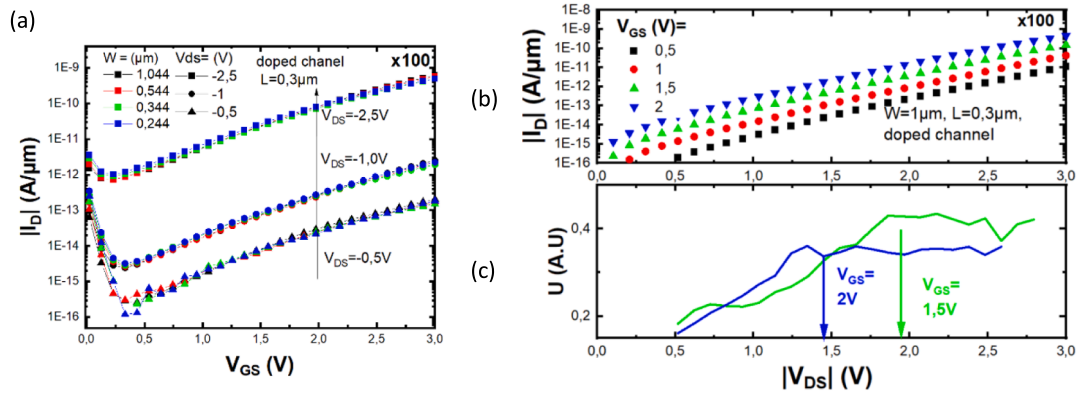 (a)
|I_D| (A/µm)
1E-9
1E-10
1E-11
1E-12
1E-13
1E-14
1E-15
1E-16
W = (µm) Vds= (V)
1,044 -2,5
0,544 -1
0,344 -0,5
0,244
doped chanel
L=0,3µm
x100
V_DS=-2,5V
V_DS=-1,0V
V_DS=-0,5V
0,0 0,5 1,0 1,5 2,0 2,5 3,0
V_GS (V)
(b)
|I_D| (A/µm)
1E-8
1E-9
1E-10
1E-11
1E-12
1E-13
1E-14
1E-15
1E-16
V_GS (V)=
0,5
1
1,5
2
x100
W=1µm, L=0,3µm,
doped channel
(c)
U (A.U)
0,4
0,2
V_GS=
2V
V_GS=
1,5V
0,0 0,5 1,0 1,5 2,0 2,5 3,0
|V_DS| (V)